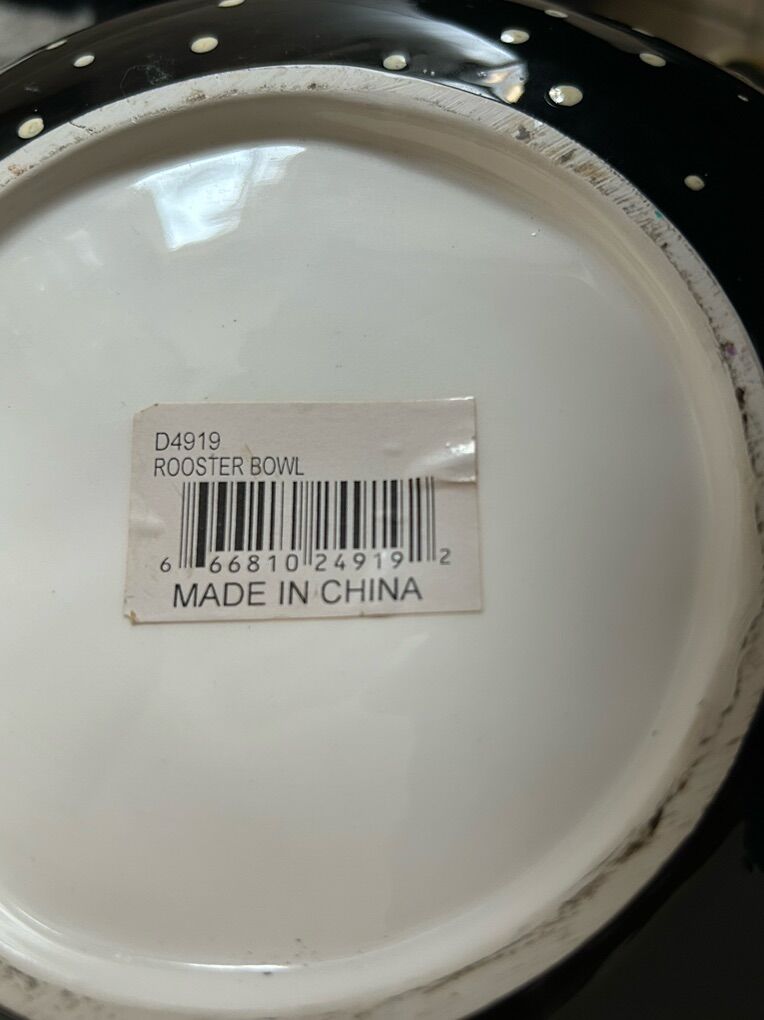 D4919
ROOSTER BOWL
6 66810 24919 2
MADE IN CHINA